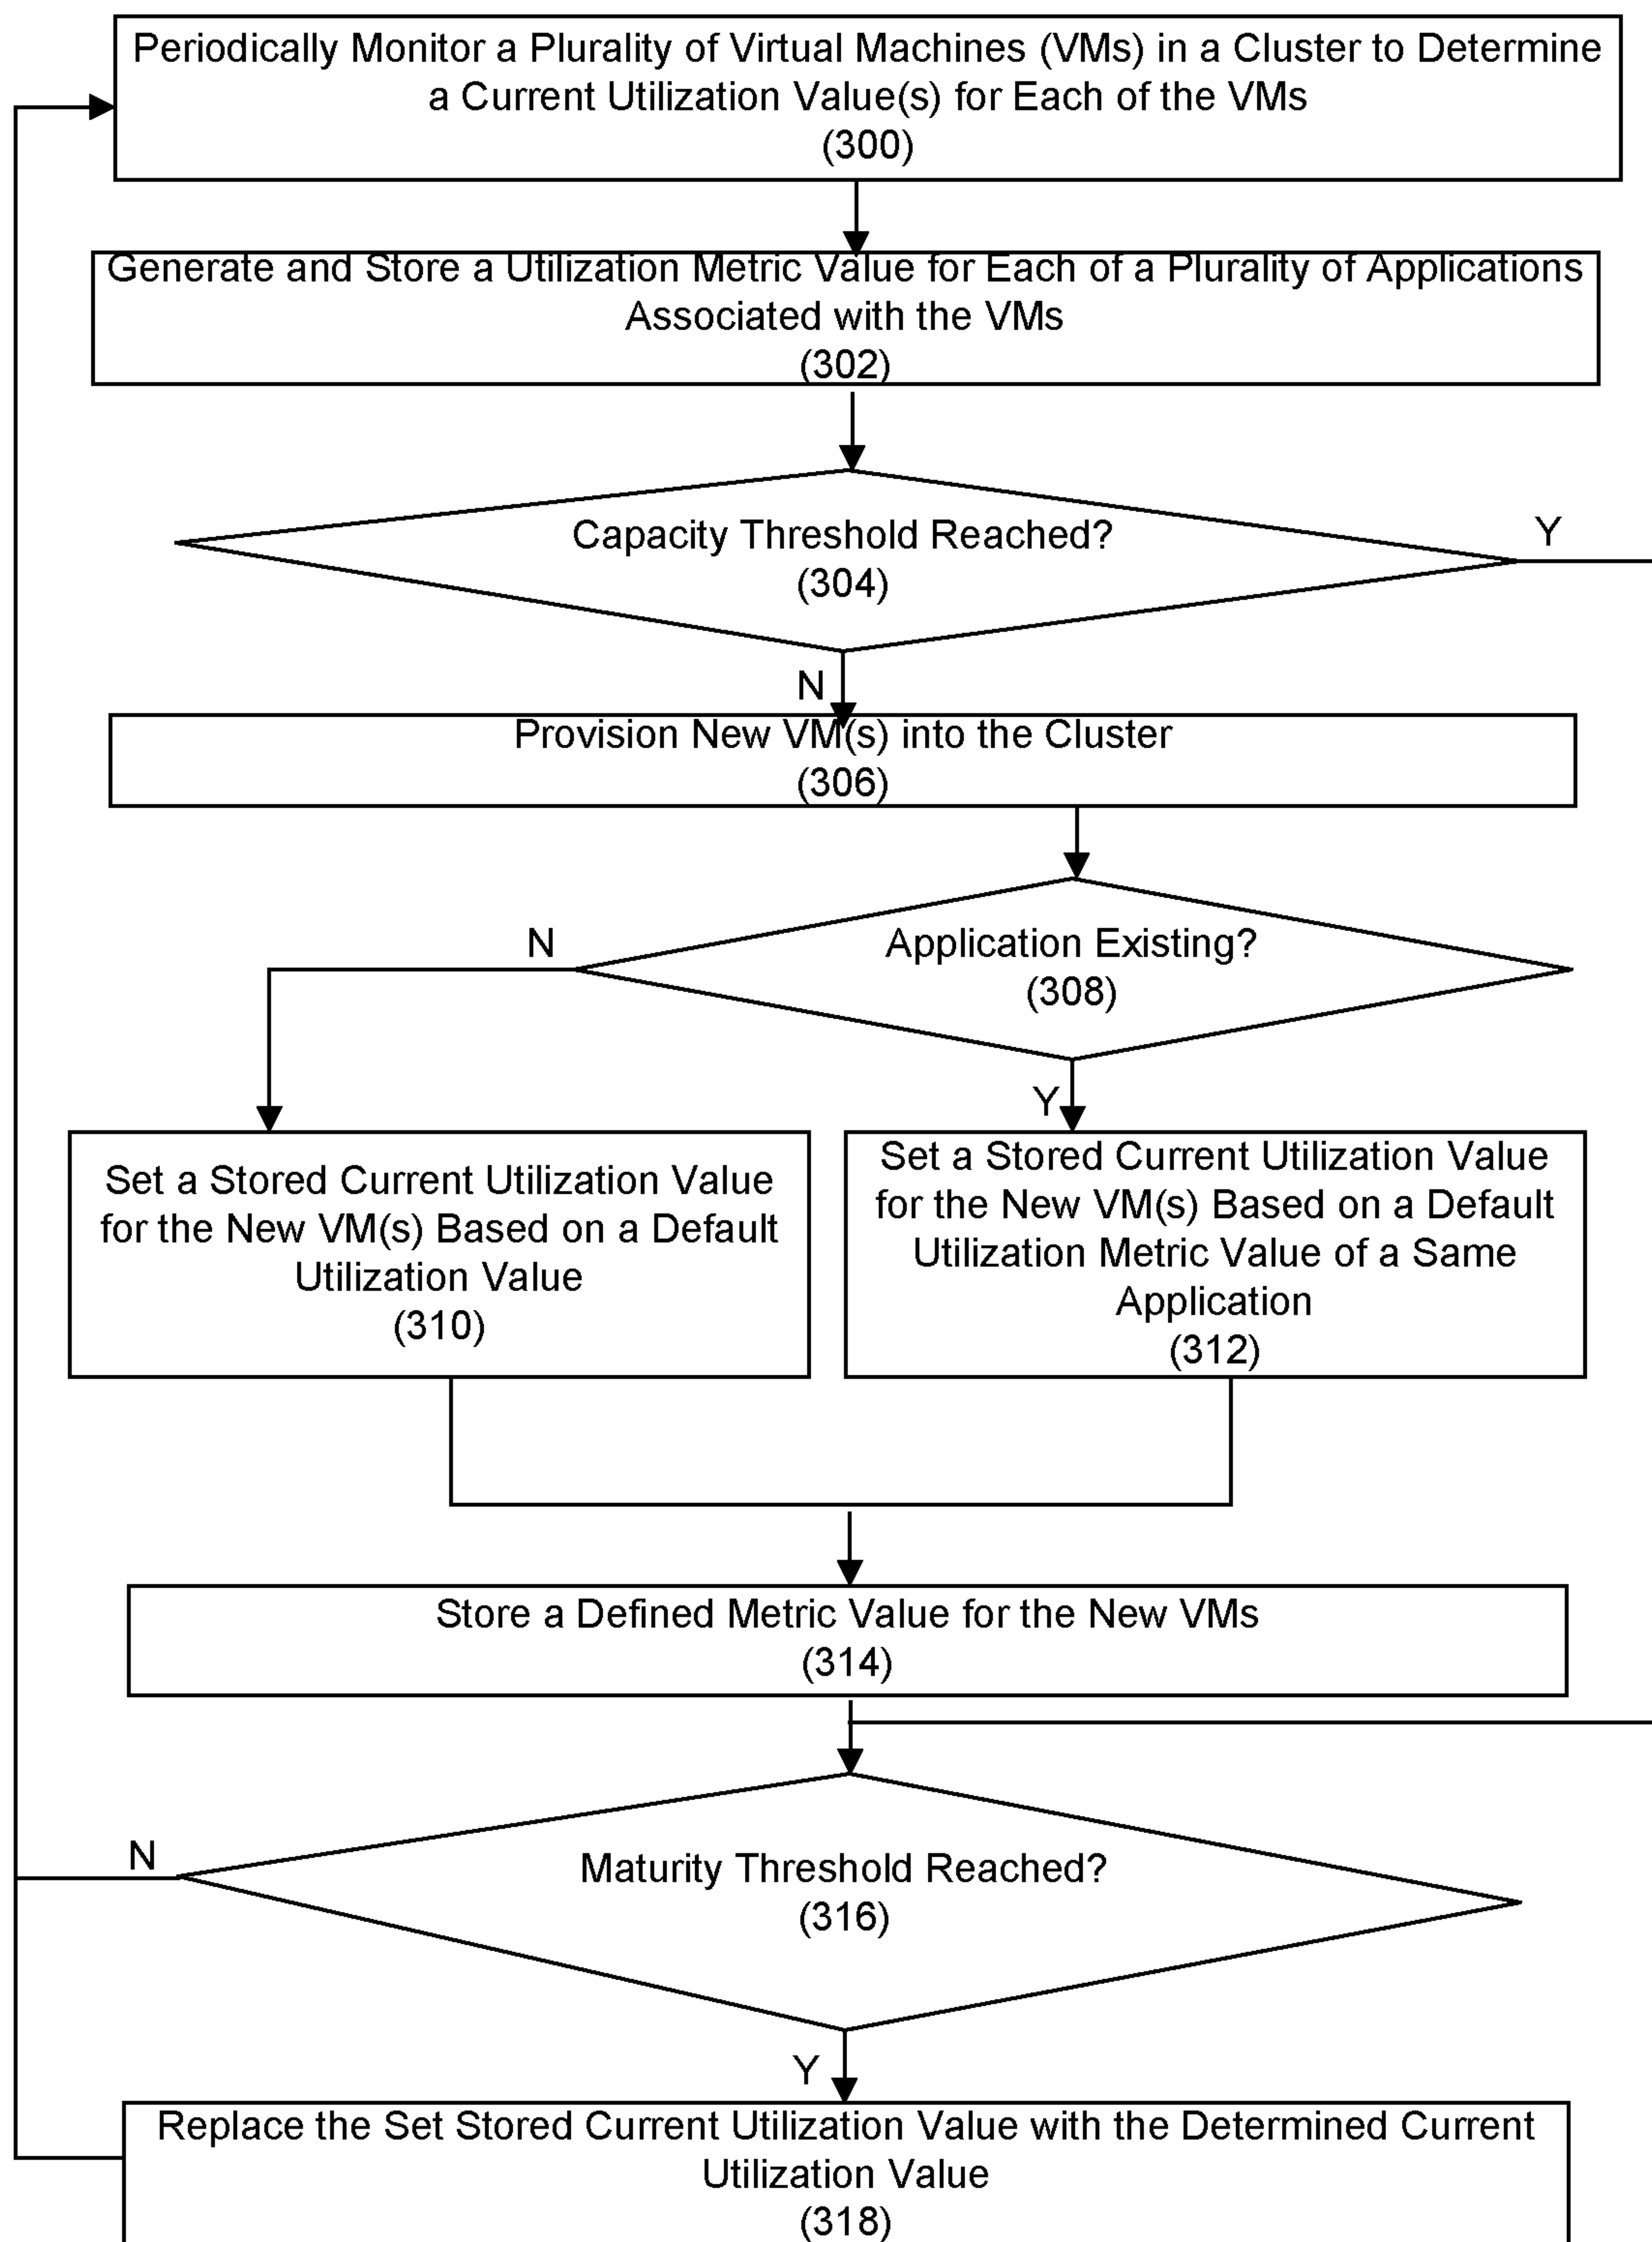 Periodically Monitor a Plurality of Virtual Machines (VMs) in a Cluster to Determine
a Current Utilization Value(s) for Each of the VMs
(300)
Generate and Store a Utilization Metric Value for Each of a Plurality of Applications
Associated with the VMs
(302)
Capacity Threshold Reached?
(304)
Y
N
Provision New VM(s) into the Cluster
(306)
Application Existing?
(308)
N
Y
Set a Stored Current Utilization Value
for the New VM(s) Based on a Default
Utilization Value
(310)
Set a Stored Current Utilization Value
for the New VM(s) Based on a Default
Utilization Metric Value of a Same
Application
(312)
Store a Defined Metric Value for the New VMs
(314)
Maturity Threshold Reached?
(316)
N
Y
Replace the Set Stored Current Utilization Value with the Determined Current
Utilization Value
(318)